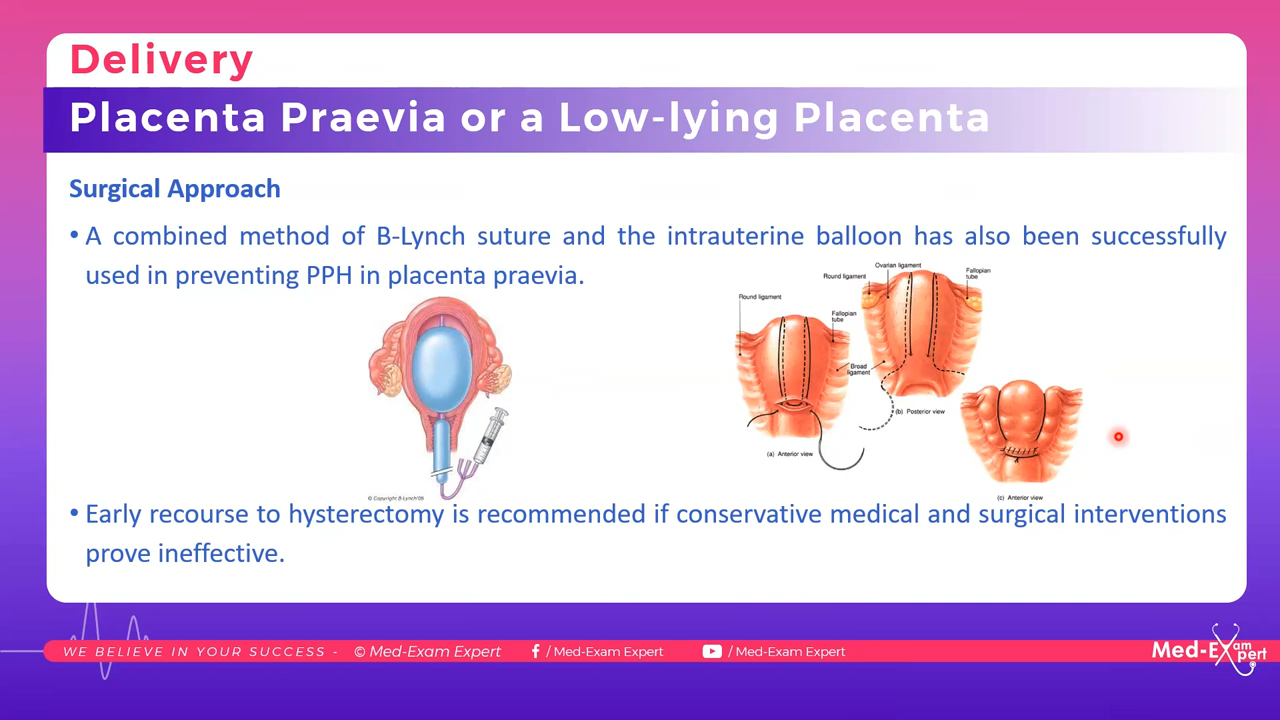 Delivery
Placenta Praevia or a Low-lying Placenta
Surgical Approach
• A combined method of B-Lynch suture and the intrauterine balloon has also been successfully
used in preventing PPH in placenta praevia.
© Copyright B-Lynch'05
Round ligament
Fallopian
tube
Broad
ligament
(a) Anterior view
Ovarian ligament
Round ligament
Fallopian
tube
(b) Posterior view
(c) Anterior view
• Early recourse to hysterectomy is recommended if conservative medical and surgical interventions
prove ineffective.
WE BELIEVE IN YOUR SUCCESS - © Med-Exam Expert f / Med-Exam Expert / Med-Exam Expert
Med-Exam Expert